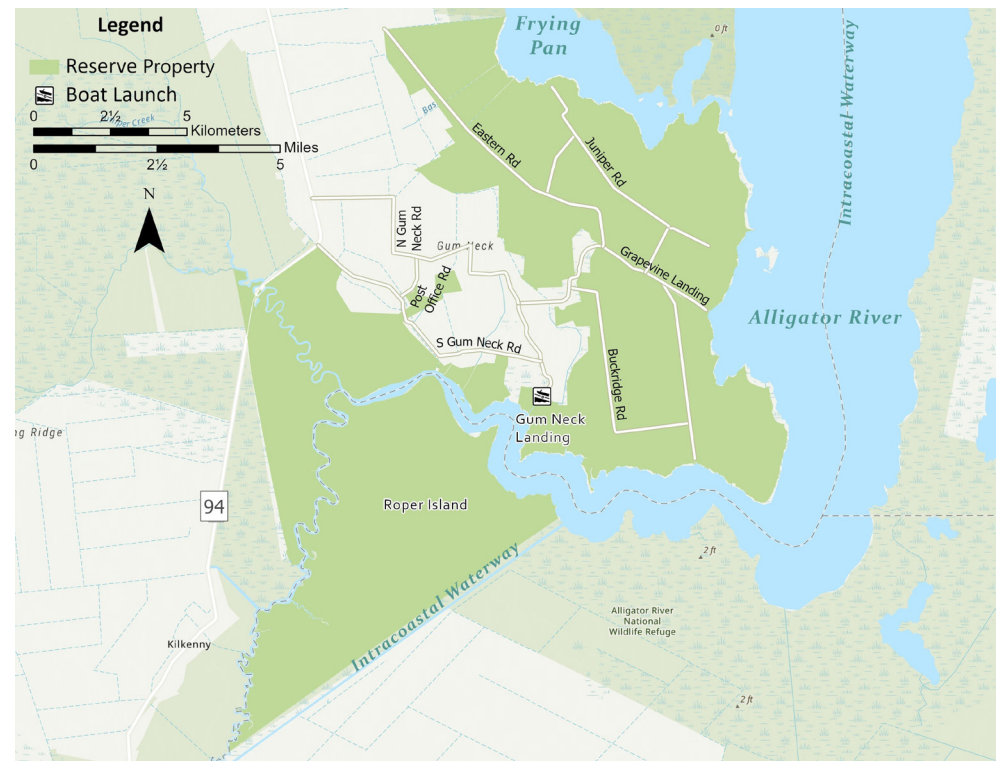 Legend
Reserve Property
Boat Launch
0 2½ 5
Kilometers
Miles
0 2½ 5
N
Frying
Pan
0 ft
Intracoastal Waterway
Bas
Eastern Rd
Juniper Rd
N Gum
Neck Rd
Gum Neck
Post
Office Rd
Grapevine Landing
Alligator River
S Gum Neck Rd
Buckridge Rd
Gum Neck
Landing
ng Ridge
94
Roper Island
2 ft
Intracoastal Waterway
Alligator River
National
Wildlife Refuge
Kilkenny
2 ft